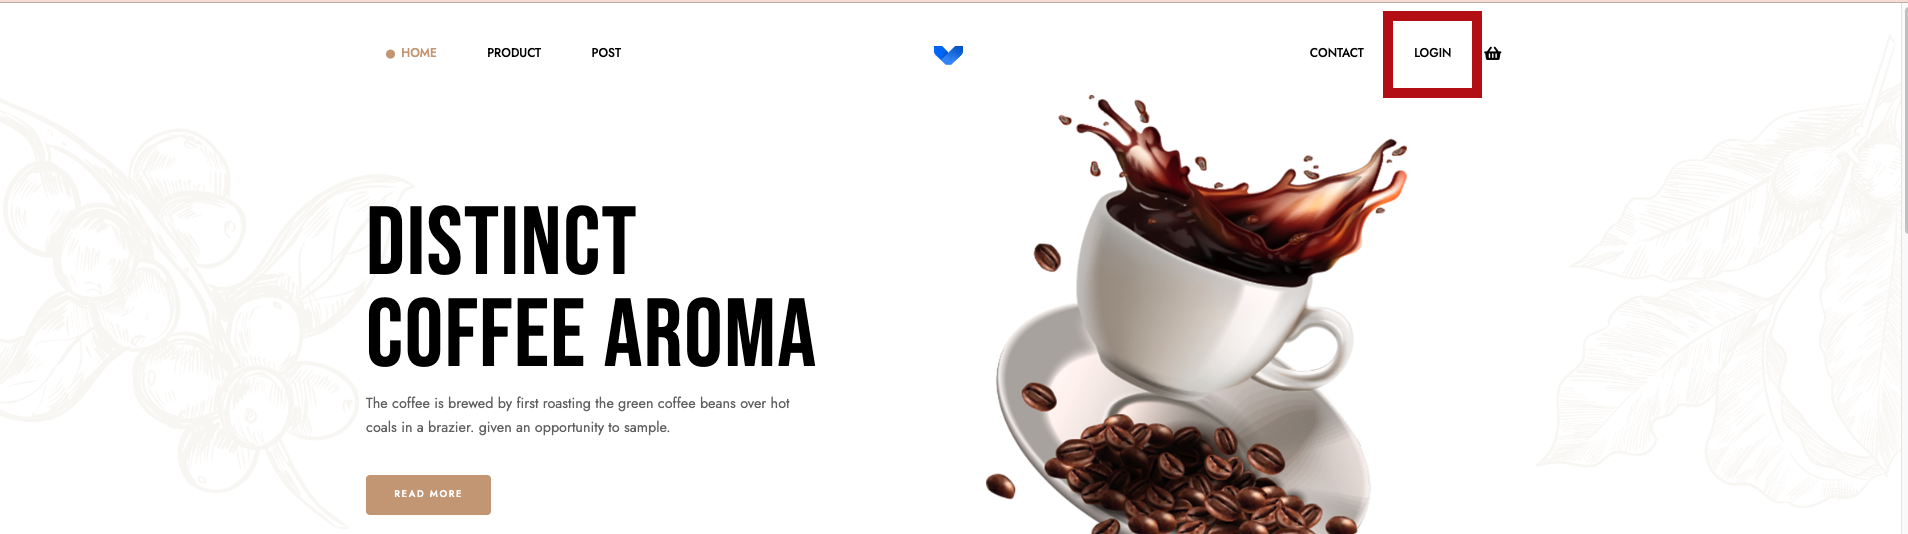 HOME
PRODUCT
POST
CONTACT
LOGIN
DISTINCT
COFFEE AROMA
The coffee is brewed by first roasting the green coffee beans over hot
coals in a brazier. given an opportunity to sample.
READ MORE